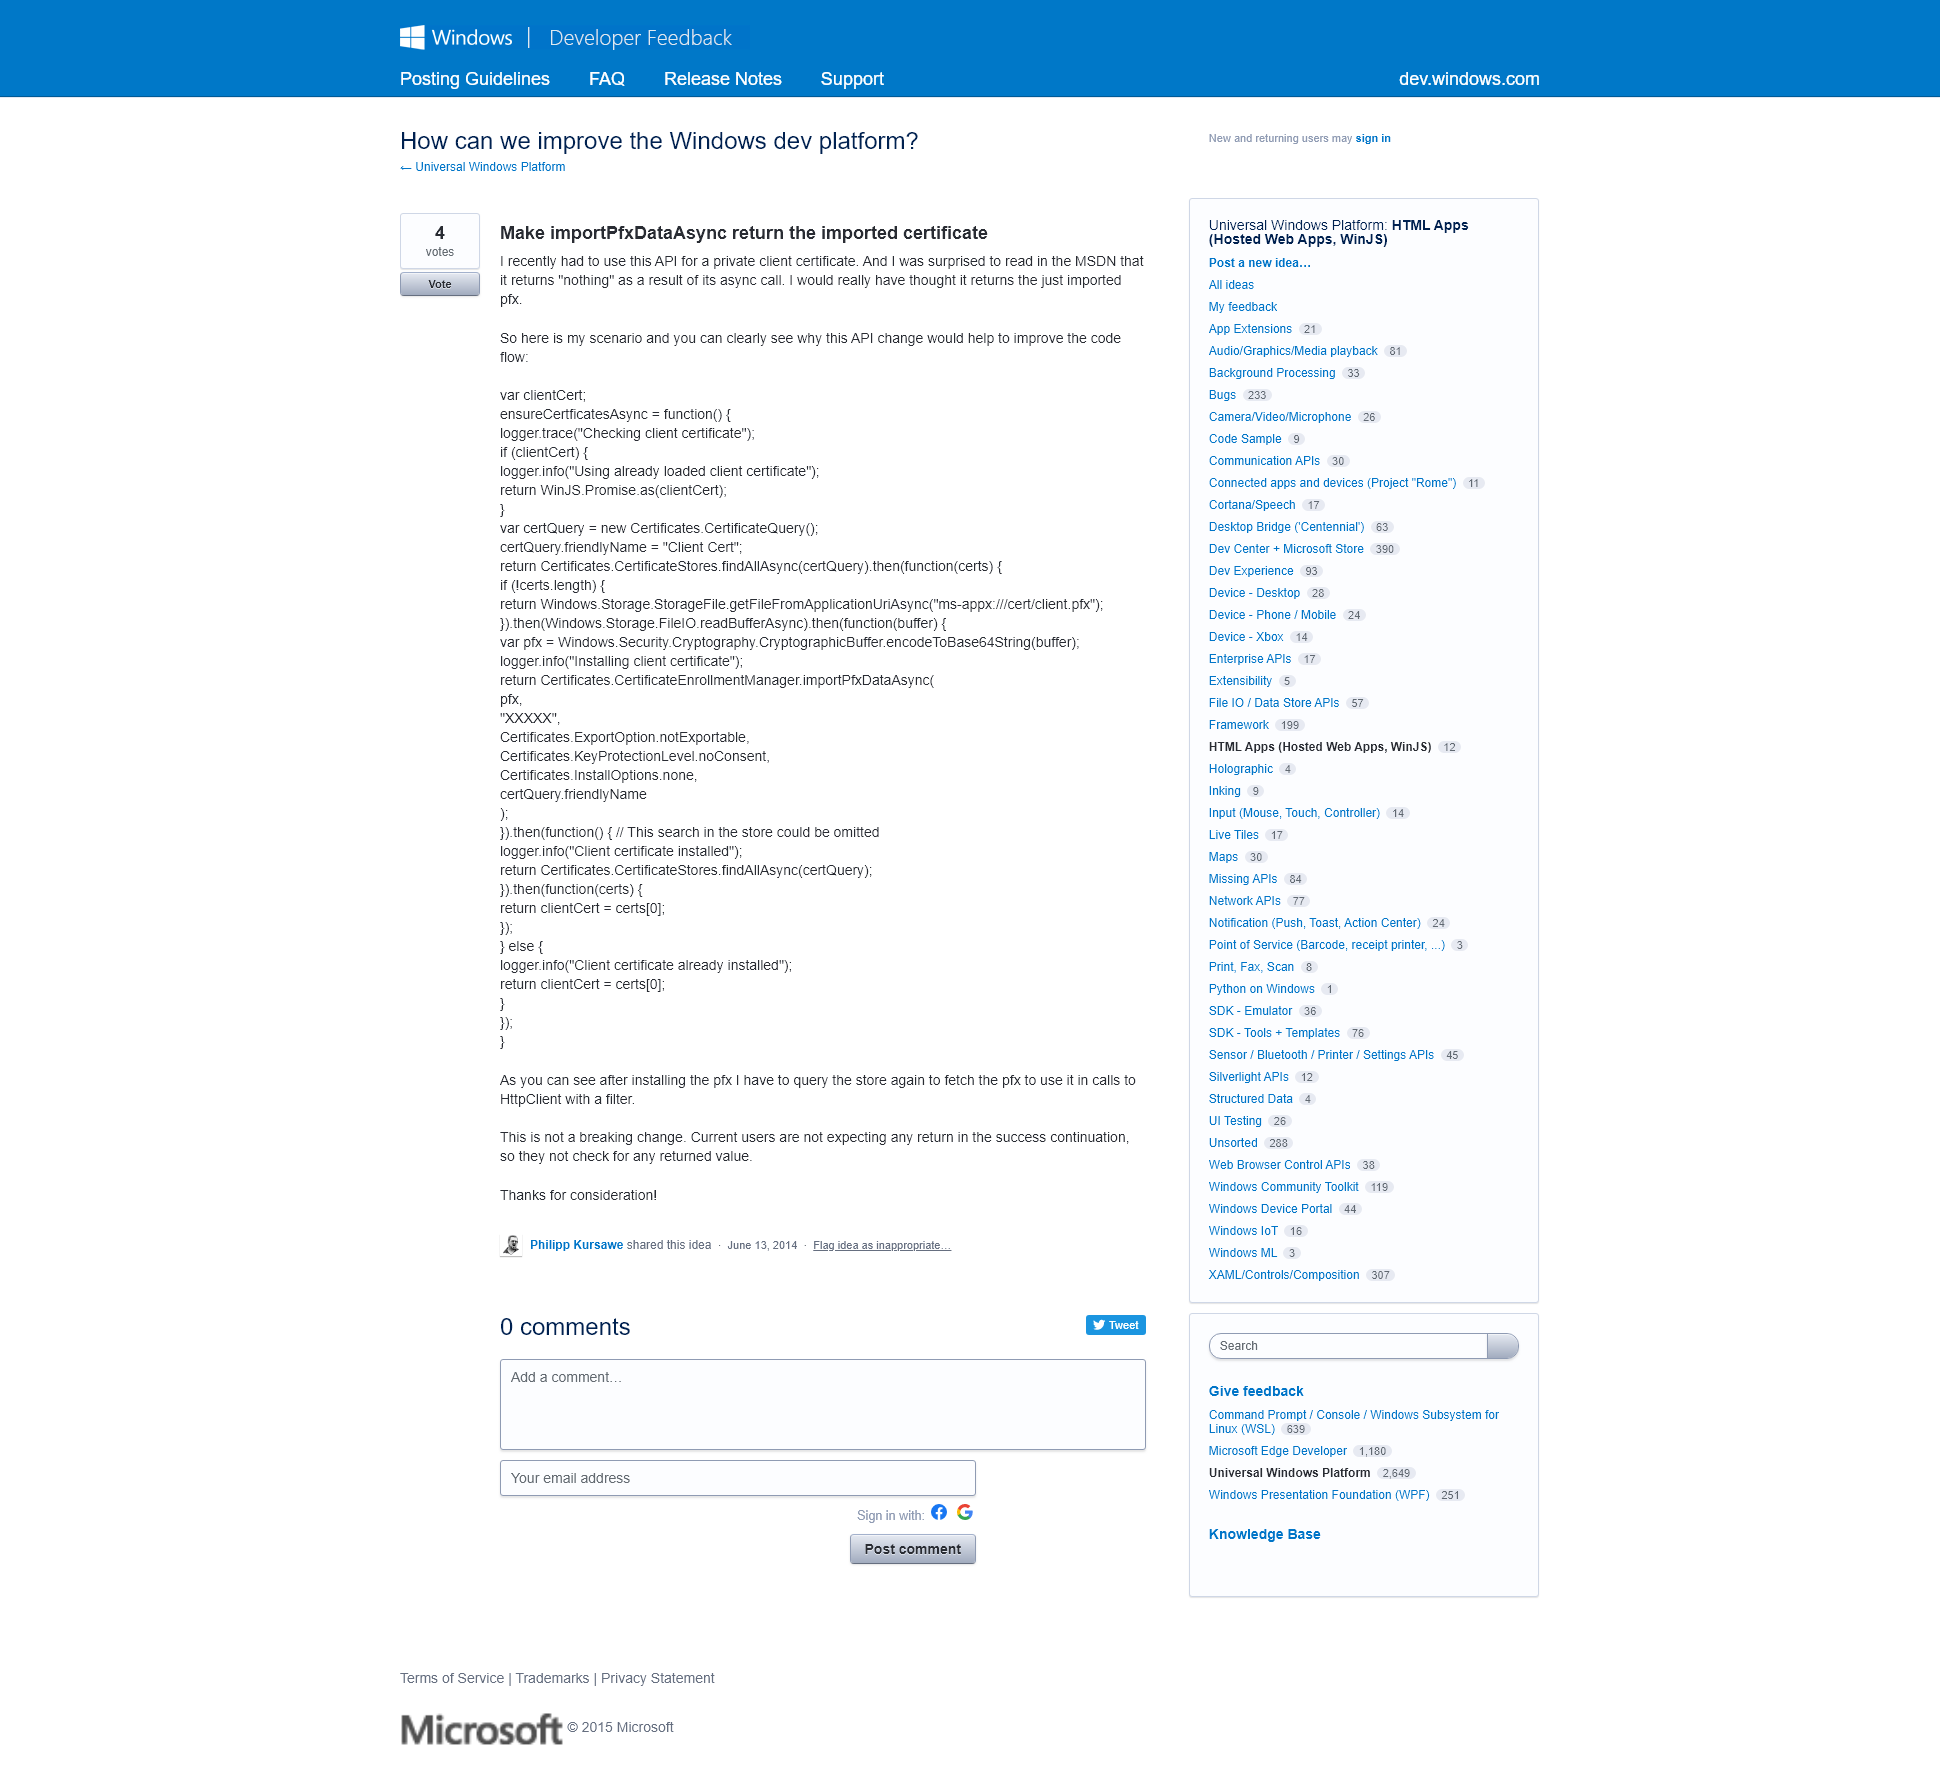 Windows | Developer Feedback
Posting Guidelines FAQ Release Notes Support dev.windows.com
How can we improve the Windows dev platform?
← Universal Windows Platform
New and returning users may sign in
4
votes
Vote
Make importPfxDataAsync return the imported certificate
I recently had to use this API for a private client certificate. And I was surprised to read in the MSDN that
it returns "nothing" as a result of its async call. I would really have thought it returns the just imported
pfx.
So here is my scenario and you can clearly see why this API change would help to improve the code
flow:
var clientCert;
ensureCertficatesAsync = function() {
logger.trace("Checking client certificate");
if (clientCert) {
logger.info("Using already loaded client certificate");
return WinJS.Promise.as(clientCert);
}
var certQuery = new Certificates.CertificateQuery();
certQuery.friendlyName = "Client Cert";
return Certificates.CertificateStores.findAllAsync(certQuery).then(function(certs) {
if (!certs.length) {
return Windows.Storage.StorageFile.getFileFromApplicationUriAsync("ms-appx:///cert/client.pfx");
}).then(Windows.Storage.FileIO.readBufferAsync).then(function(buffer) {
var pfx = Windows.Security.Cryptography.CryptographicBuffer.encodeToBase64String(buffer);
logger.info("Installing client certificate");
return Certificates.CertificateEnrollmentManager.importPfxDataAsync(
pfx,
"XXXXX",
Certificates.ExportOption.notExportable,
Certificates.KeyProtectionLevel.noConsent,
Certificates.InstallOptions.none,
certQuery.friendlyName
);
}).then(function() { // This search in the store could be omitted
logger.info("Client certificate installed");
return Certificates.CertificateStores.findAllAsync(certQuery);
}).then(function(certs) {
return clientCert = certs[0];
});
} else {
logger.info("Client certificate already installed");
return clientCert = certs[0];
}
});
}
As you can see after installing the pfx I have to query the store again to fetch the pfx to use it in calls to
HttpClient with a filter.
This is not a breaking change. Current users are not expecting any return in the success continuation,
so they not check for any returned value.
Thanks for consideration!
Philipp Kursawe shared this idea · June 13, 2014 · Flag idea as inappropriate…
0 comments
Tweet
Add a comment…
Your email address
Sign in with:
Post comment
Universal Windows Platform: HTML Apps
(Hosted Web Apps, WinJS)
Post a new idea…
All ideas
My feedback
App Extensions 21
Audio/Graphics/Media playback 81
Background Processing 33
Bugs 233
Camera/Video/Microphone 26
Code Sample 9
Communication APIs 30
Connected apps and devices (Project "Rome") 11
Cortana/Speech 17
Desktop Bridge ('Centennial') 63
Dev Center + Microsoft Store 390
Dev Experience 93
Device - Desktop 28
Device - Phone / Mobile 24
Device - Xbox 14
Enterprise APIs 17
Extensibility 5
File IO / Data Store APIs 57
Framework 199
HTML Apps (Hosted Web Apps, WinJS) 12
Holographic 4
Inking 9
Input (Mouse, Touch, Controller) 14
Live Tiles 17
Maps 30
Missing APIs 84
Network APIs 77
Notification (Push, Toast, Action Center) 24
Point of Service (Barcode, receipt printer, ...) 3
Print, Fax, Scan 8
Python on Windows 1
SDK - Emulator 36
SDK - Tools + Templates 76
Sensor / Bluetooth / Printer / Settings APIs 45
Silverlight APIs 12
Structured Data 4
UI Testing 26
Unsorted 288
Web Browser Control APIs 38
Windows Community Toolkit 119
Windows Device Portal 44
Windows IoT 16
Windows ML 3
XAML/Controls/Composition 307
Search
Give feedback
Command Prompt / Console / Windows Subsystem for
Linux (WSL) 639
Microsoft Edge Developer 1,180
Universal Windows Platform 2,649
Windows Presentation Foundation (WPF) 251
Knowledge Base
Terms of Service | Trademarks | Privacy Statement
Microsoft © 2015 Microsoft